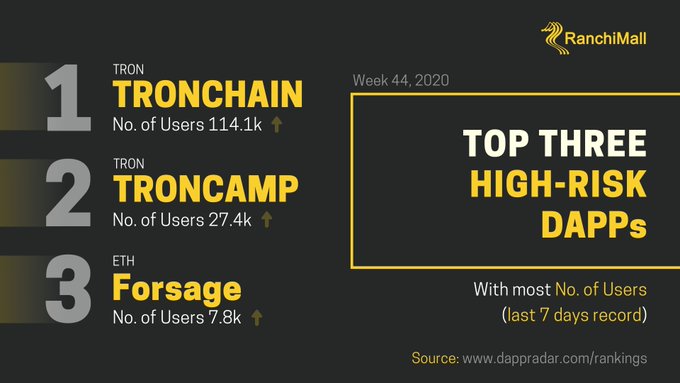 RanchiMall
1
TRON
TRONCHAIN
No. of Users 114.1k
2
TRON
TRONCAMP
No. of Users 27.4k
3
ETH
Forsage
No. of Users 7.8k
Week 44, 2020
TOP THREE
HIGH-RISK
DAPPs
With most No. of Users
(last 7 days record)
Source: www.dappradar.com/rankings